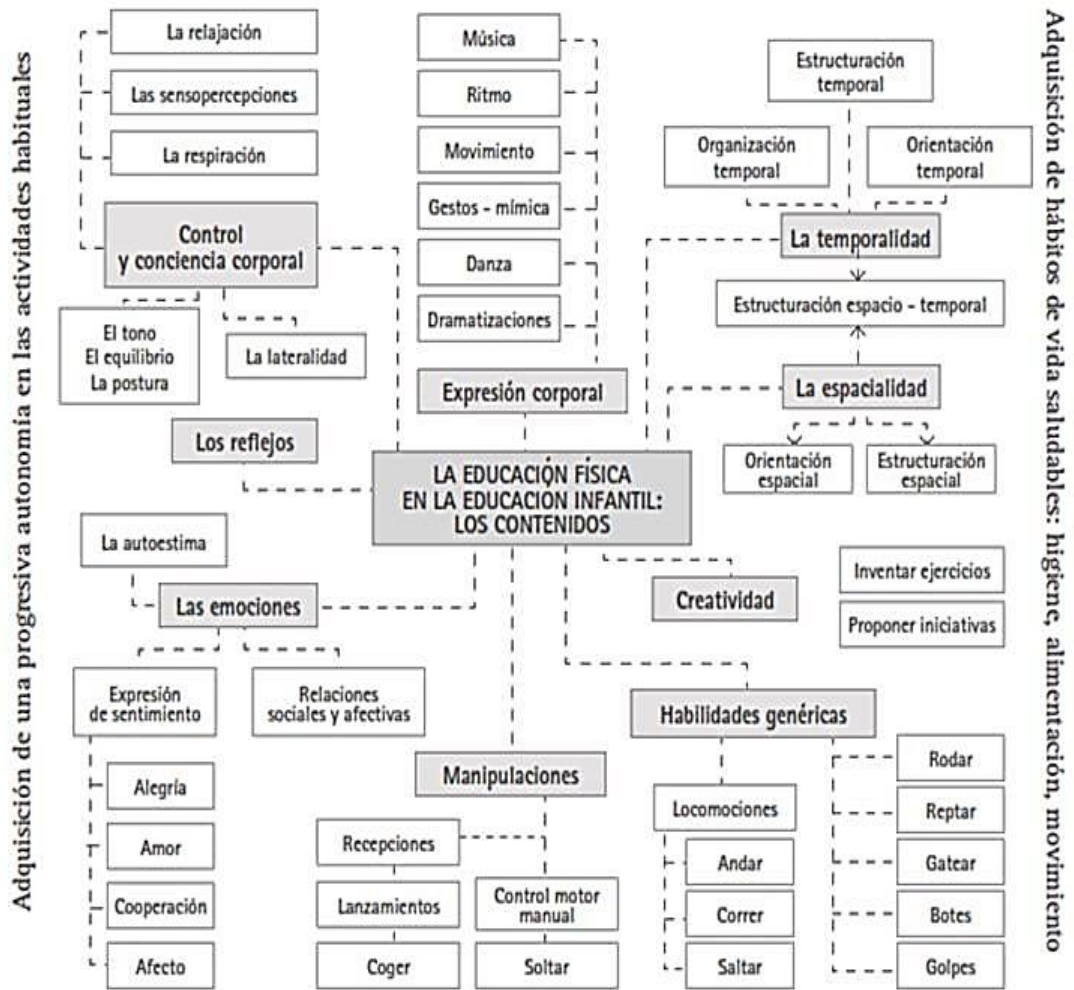 Adquisición de una progresiva autonomía en las actividades habituales
La relajación
Las sensopercepciones
La respiración
Control
y conciencia corporal
El tono
El equilibrio
La postura
La lateralidad
Los reflejos
Música
Ritmo
Movimiento
Gestos – mímica
Danza
Dramatizaciones
Expresión corporal
Estructuración
temporal
Organización
temporal
Orientación
temporal
La temporalidad
Estructuración espacio – temporal
La espacialidad
Orientación
espacial
Estructuración
espacial
LA EDUCACIÓN FÍSICA
EN LA EDUCACIÓN INFANTIL:
LOS CONTENIDOS
La autoestima
Las emociones
Expresión
de sentimiento
Relaciones
sociales y afectivas
Alegría
Amor
Cooperación
Afecto
Manipulaciones
Recepciones
Lanzamientos
Coger
Control motor
manual
Soltar
Creatividad
Inventar ejercicios
Proponer iniciativas
Habilidades genéricas
Locomociones
Andar
Correr
Saltar
Rodar
Reptar
Gatear
Botes
Golpes
Adquisición de hábitos de vida saludables: higiene, alimentación, movimiento